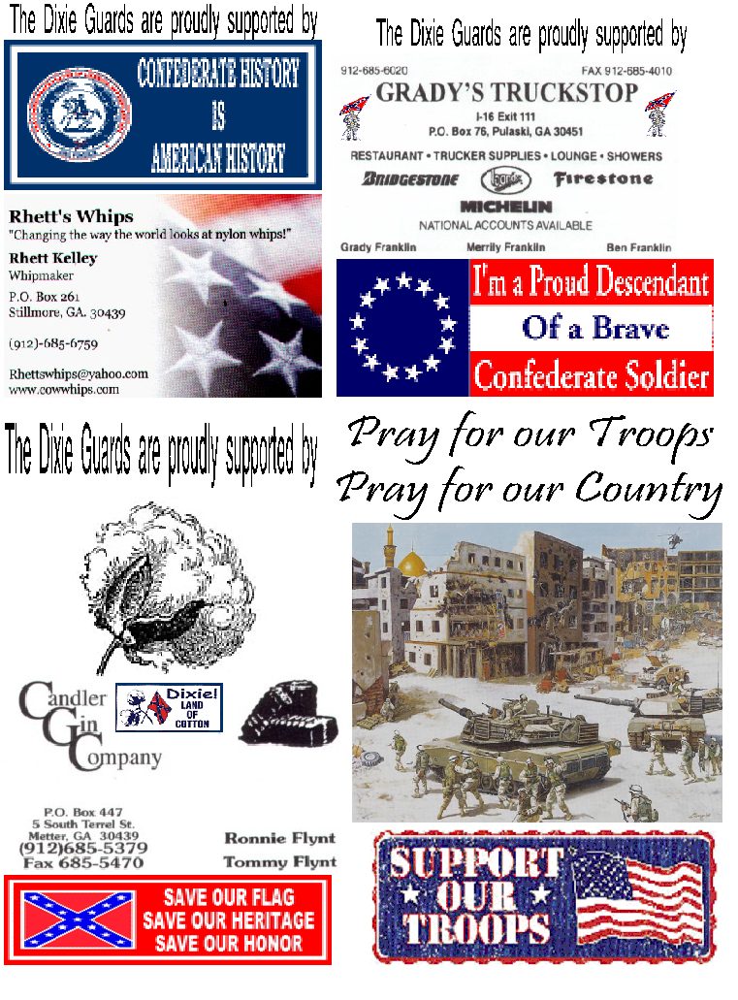 The Dixie Guards are proudly supported by
CONFEDERATE HISTORY
IS
AMERICAN HISTORY
Rhett's Whips
"Changing the way the world looks at nylon whips!"
Rhett Kelley
Whipmaker
P.O. Box 261
Stillmore, GA. 30439
(912)-685-6759
Rhettswhips@yahoo.com
www.cowwhips.com
The Dixie Guards are proudly supported by
912-685-6020 FAX 912-685-4010
GRADY'S TRUCKSTOP
I-16 Exit 111
P.O. Box 76, Pulaski, GA 30451
RESTAURANT • TRUCKER SUPPLIES • LOUNGE • SHOWERS
BRIDGESTONE Firestone
MICHELIN
NATIONAL ACCOUNTS AVAILABLE
Grady Franklin Merrily Franklin Ben Franklin
I'm a Proud Descendant
Of a Brave
Confederate Soldier
The Dixie Guards are proudly supported by
Candler
Gin
Company
Dixie!
LAND
OF
COTTON
P.O. Box 447
5 South Terrel St.
Metter, GA 30439
(912)685-5379
Fax 685-5470
Ronnie Flynt
Tommy Flynt
SAVE OUR FLAG
SAVE OUR HERITAGE
SAVE OUR HONOR
Pray for our Troops
Pray for our Country
SUPPORT
OUR
TROOPS